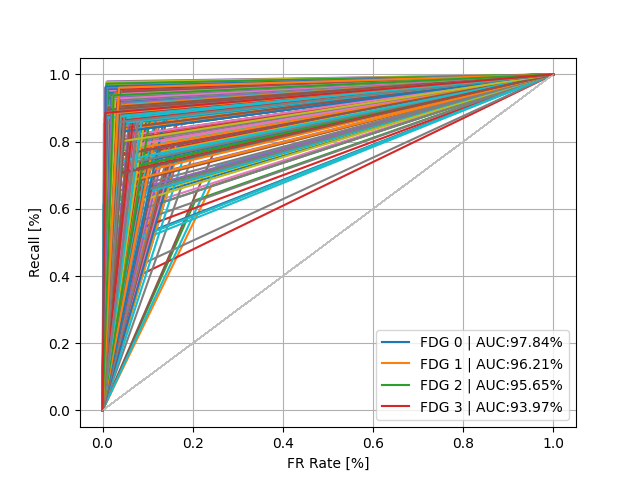 1.0
0.8
0.6
0.4
0.2
0.0
Recall [%]
0.0 0.2 0.4 0.6 0.8 1.0
FR Rate [%]
FDG 0 | AUC:97.84%
FDG 1 | AUC:96.21%
FDG 2 | AUC:95.65%
FDG 3 | AUC:93.97%